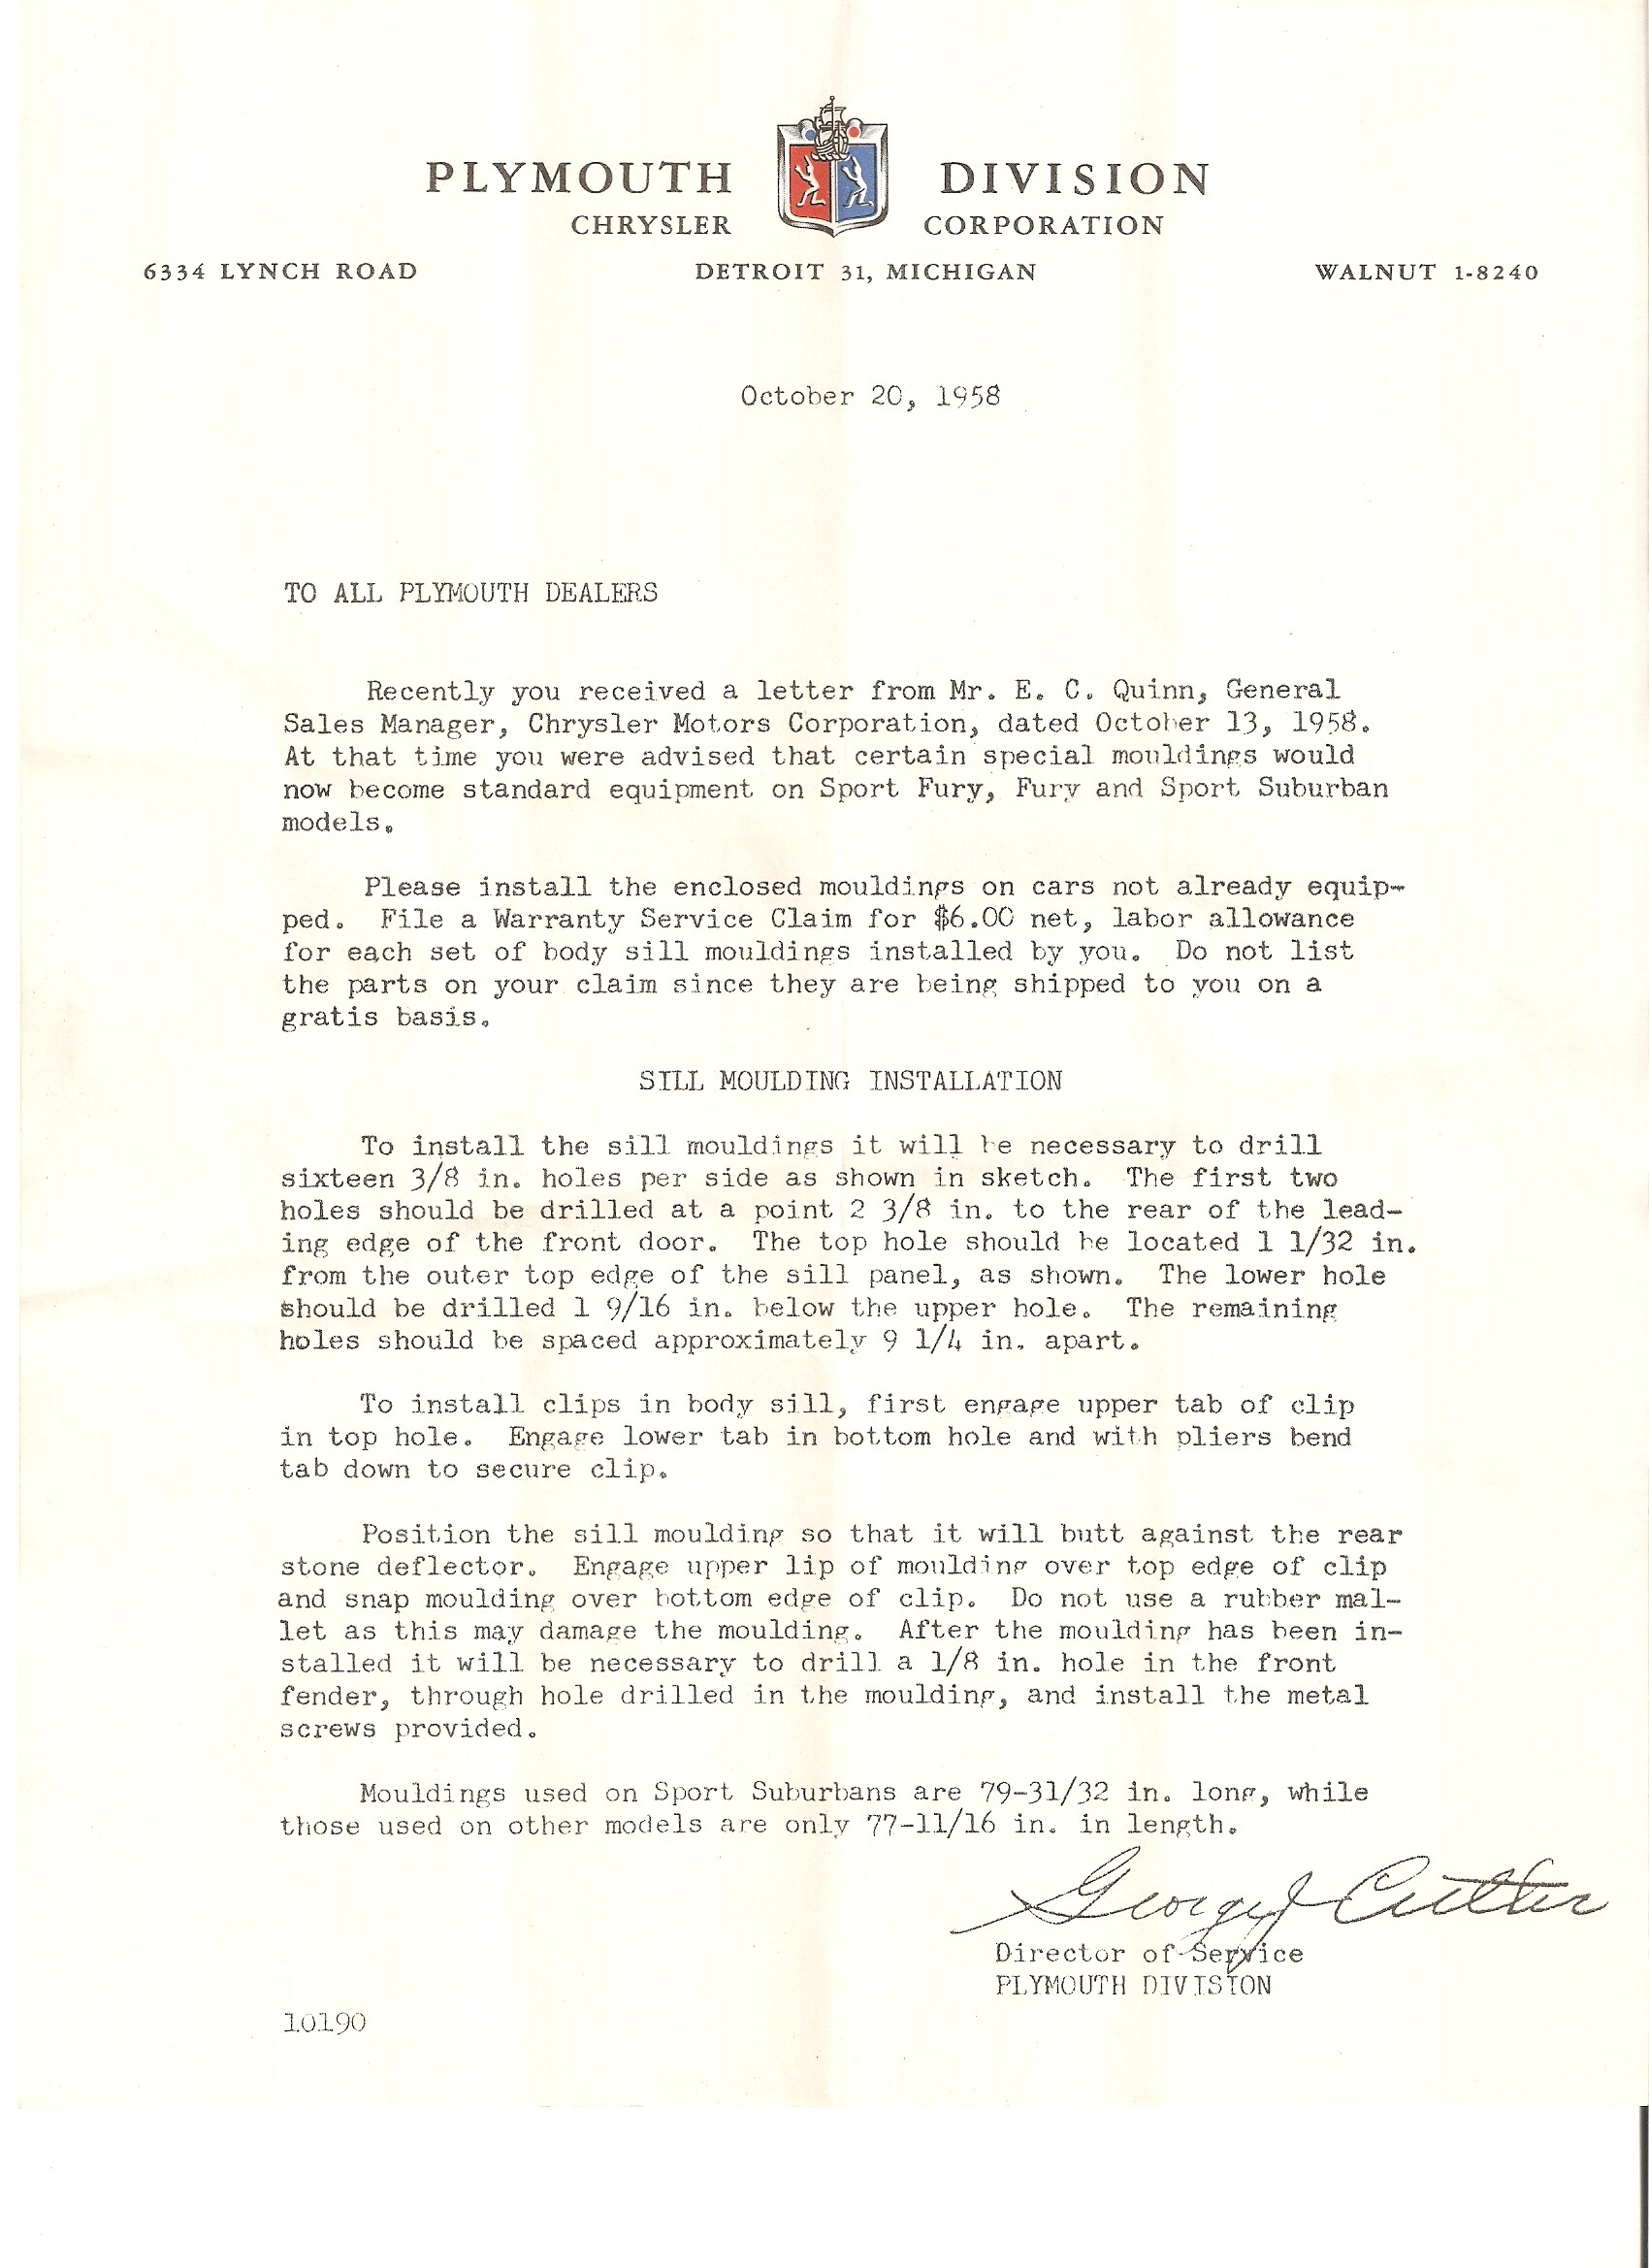 PLYMOUTH DIVISION
CHRYSLER CORPORATION
6334 LYNCH ROAD DETROIT 31, MICHIGAN WALNUT 1-8240
October 20, 1958
TO ALL PLYMOUTH DEALERS
Recently you received a letter from Mr. E. C. Quinn, General
Sales Manager, Chrysler Motors Corporation, dated October 13, 1958.
At that time you were advised that certain special mouldings would
now become standard equipment on Sport Fury, Fury and Sport Suburban
models.
Please install the enclosed mouldings on cars not already equip-
ped. File a Warranty Service Claim for $6.00 net, labor allowance
for each set of body sill mouldings installed by you. Do not list
the parts on your claim since they are being shipped to you on a
gratis basis.
SILL MOULDING INSTALLATION
To install the sill mouldings it will be necessary to drill
sixteen 3/8 in. holes per side as shown in sketch. The first two
holes should be drilled at a point 2 3/8 in. to the rear of the lead-
ing edge of the front door. The top hole should be located 1 1/32 in.
from the outer top edge of the sill panel, as shown. The lower hole
should be drilled 1 9/16 in. below the upper hole. The remaining
holes should be spaced approximately 9 1/4 in. apart.
To install clips in body sill, first engage upper tab of clip
in top hole. Engage lower tab in bottom hole and with pliers bend
tab down to secure clip.
Position the sill moulding so that it will butt against the rear
stone deflector. Engage upper lip of moulding over top edge of clip
and snap moulding over bottom edge of clip. Do not use a rubber mal-
let as this may damage the moulding. After the moulding has been in-
stalled it will be necessary to drill a 1/8 in. hole in the front
fender, through hole drilled in the moulding, and install the metal
screws provided.
Mouldings used on Sport Suburbans are 79-31/32 in. long, while
those used on other models are only 77-11/16 in. in length.
George J Cutler
Director of Service
PLYMOUTH DIVISION
10190